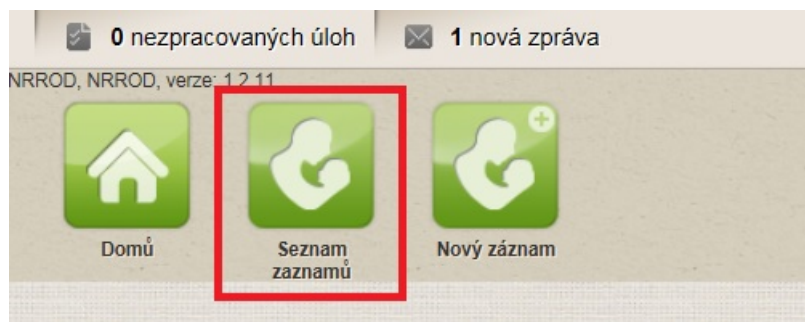 0 nezpracovaných úloh
1 nová zpráva
NRROD, NRROD, verze: 1.2.11
Domů
Seznam
zaznamů
Nový záznam